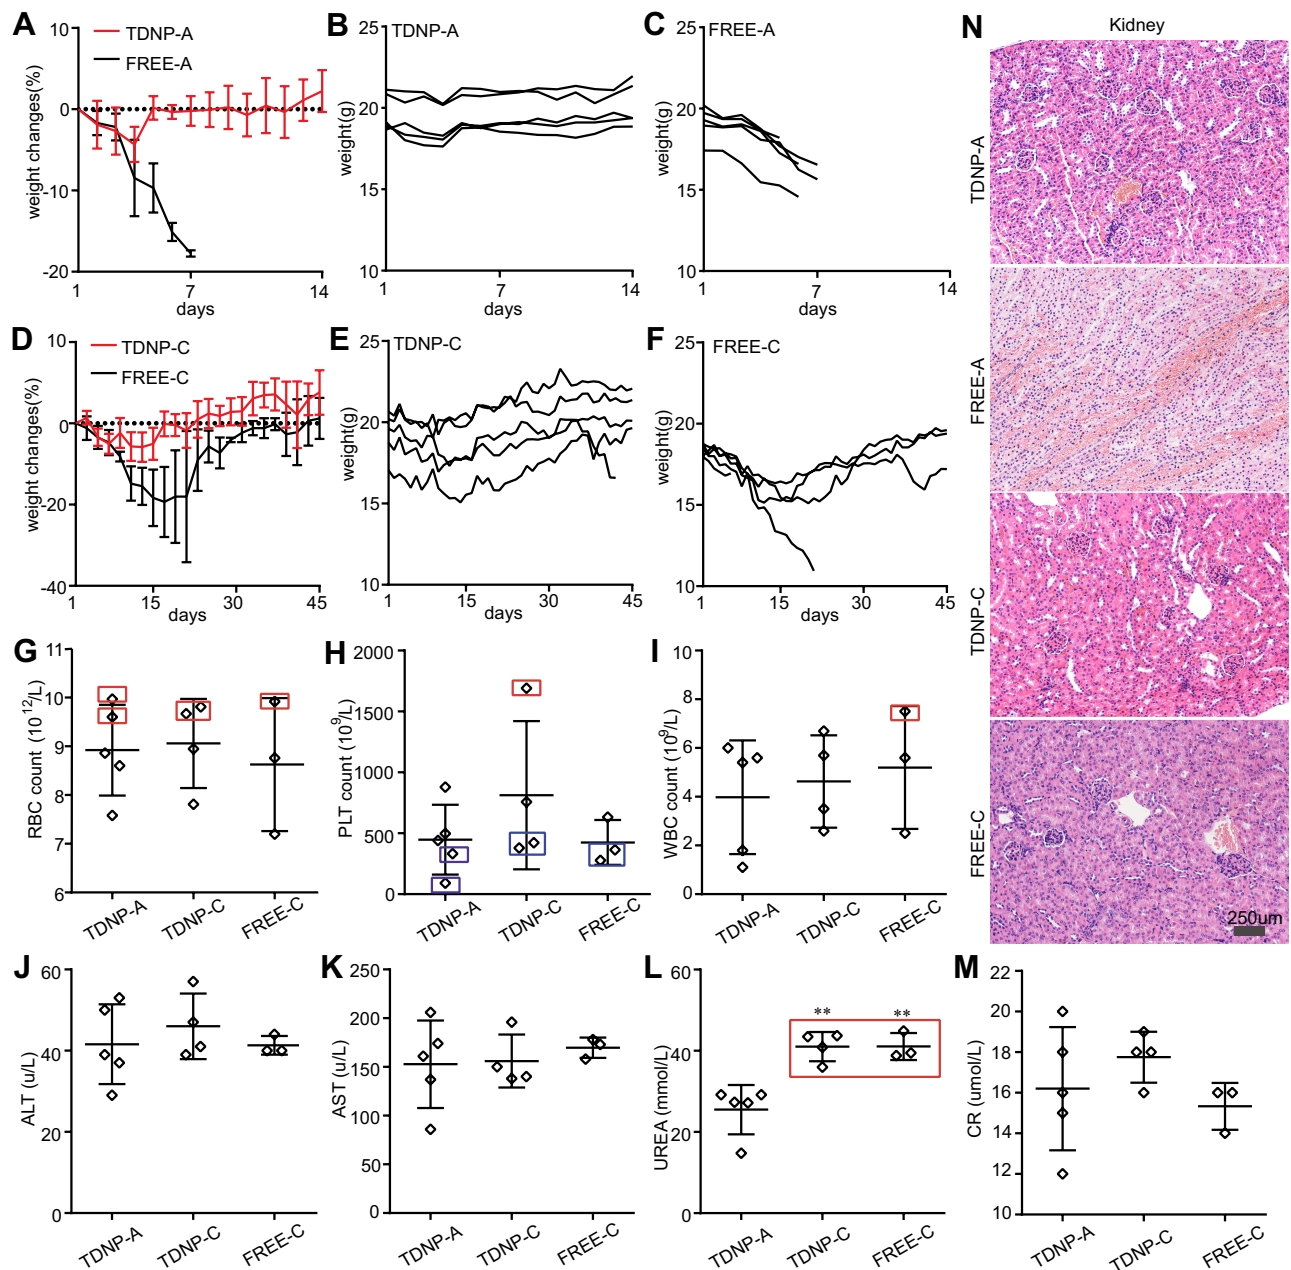 A
TDNP-A
FREE-A
weight changes(%)
10
0
-10
-20
1
7
14
days
B
TDNP-A
weight(g)
25
20
15
10
1
7
14
days
C
FREE-A
weight(g)
25
20
15
10
1
7
14
days
D
TDNP-C
FREE-C
weight changes(%)
10
0
-20
-40
1
15
30
45
days
E
TDNP-C
weight(g)
25
20
15
10
1
15
30
45
days
F
FREE-C
weight(g)
25
20
15
10
1
15
30
45
days
G
RBC count (10^12/L)
11
10
9
8
7
6
TDNP-A
TDNP-C
FREE-C
H
PLT count (10^9/L)
2000
1500
1000
500
0
TDNP-A
TDNP-C
FREE-C
I
WBC count (10^9/L)
10
8
6
4
2
0
TDNP-A
TDNP-C
FREE-C
J
ALT (u/L)
60
40
20
0
TDNP-A
TDNP-C
FREE-C
K
AST (u/L)
250
200
150
100
50
0
TDNP-A
TDNP-C
FREE-C
L
UREA (mmol/L)
60
40
20
0
**
**
TDNP-A
TDNP-C
FREE-C
M
CR (umol/L)
22
20
18
16
14
12
10
TDNP-A
TDNP-C
FREE-C
N
Kidney
TDNP-A
FREE-A
TDNP-C
FREE-C
250um